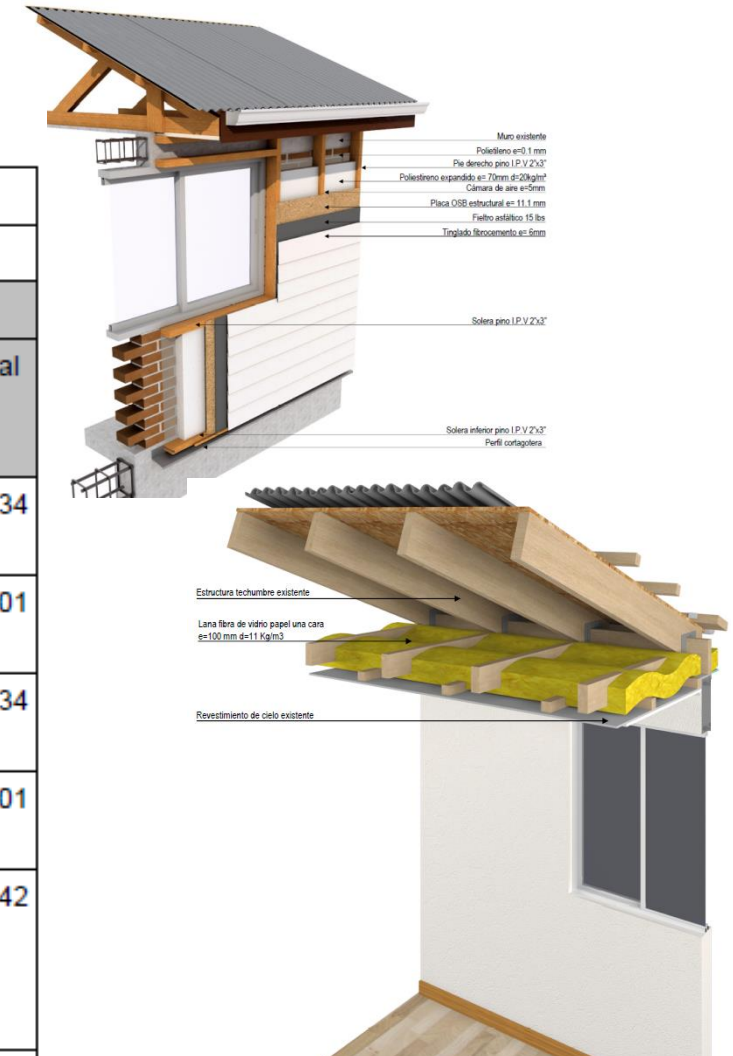 al
34
01
34
01
42
Muro existente
Polietileno e=0.1 mm
Pie derecho pino I.P.V 2"x3"
Poliestireno expandido e= 70mm d=20kg/m³
Cámara de aire e=5mm
Placa OSB estructural e= 11.1 mm
Fieltro asfáltico 15 lbs
Tinglado fibrocemento e= 6mm
Solera pino I.P.V 2"x3"
Solera inferior pino I.P.V 2"x3"
Perfil cortagotera
Estructura techumbre existente
Lana fibra de vidrio papel una cara
e=100 mm d=11 Kg/m3
Revestimiento de cielo existente